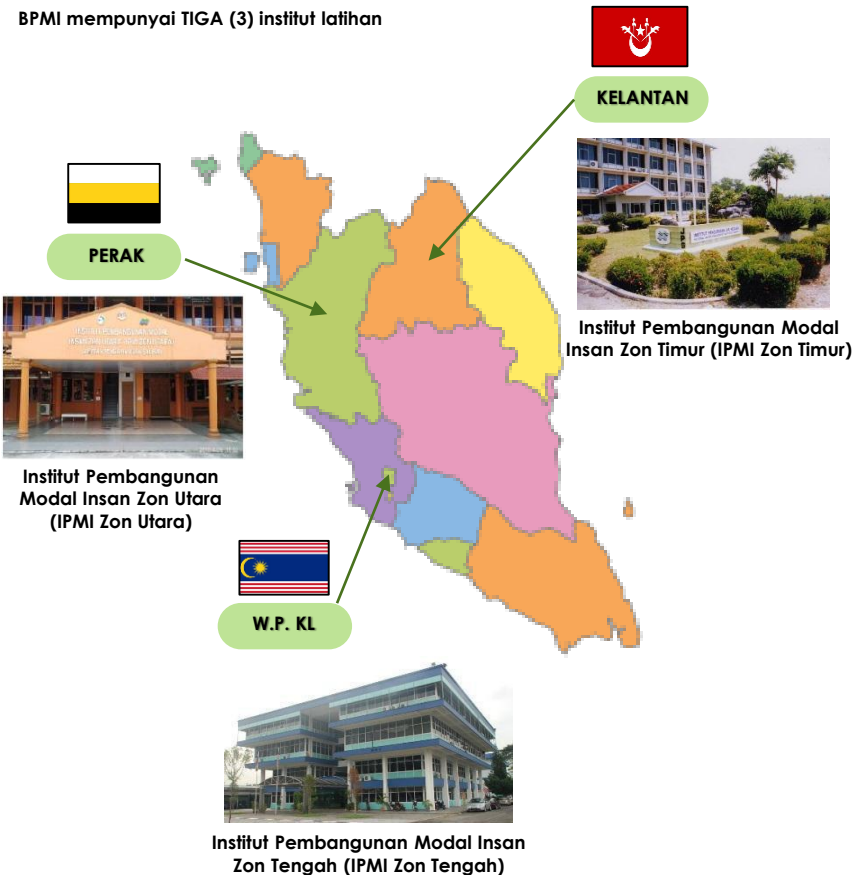 BPMI mempunyai TIGA (3) institut latihan
KELANTAN
PERAK
Institut Pembangunan Modal
Insan Zon Timur (IPMI Zon Timur)
Institut Pembangunan
Modal Insan Zon Utara
(IPMI Zon Utara)
W.P. KL
Institut Pembangunan Modal Insan
Zon Tengah (IPMI Zon Tengah)